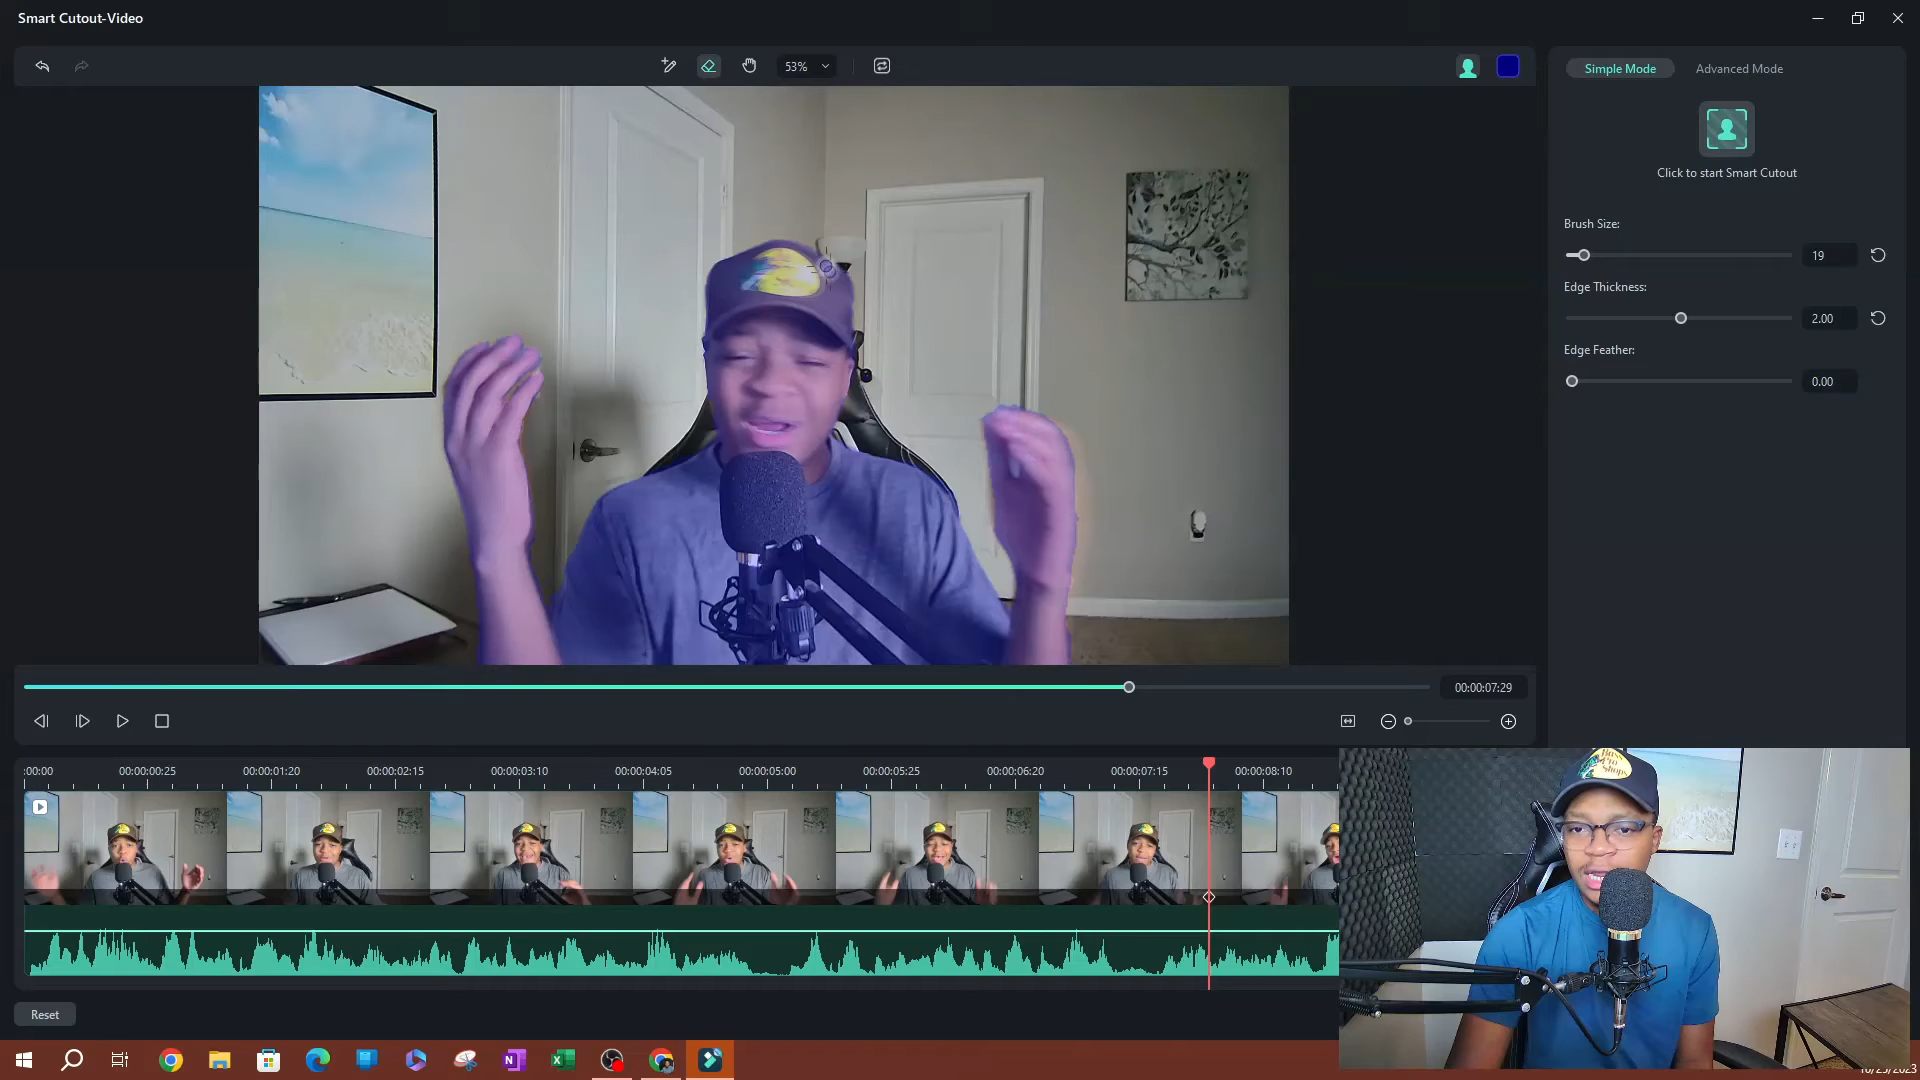 Smart Cutout-Video
53%
Simple Mode
Advanced Mode
Click to start Smart Cutout
Brush Size:
19
Edge Thickness:
2.00
Edge Feather:
0.00
00:00:07:29
:00:00
00:00:00:25
00:00:01:20
00:00:02:15
00:00:03:10
00:00:04:05
00:00:05:00
00:00:05:25
00:00:06:20
00:00:07:15
00:00:08:10
Bass
Pro
Shops
Reset